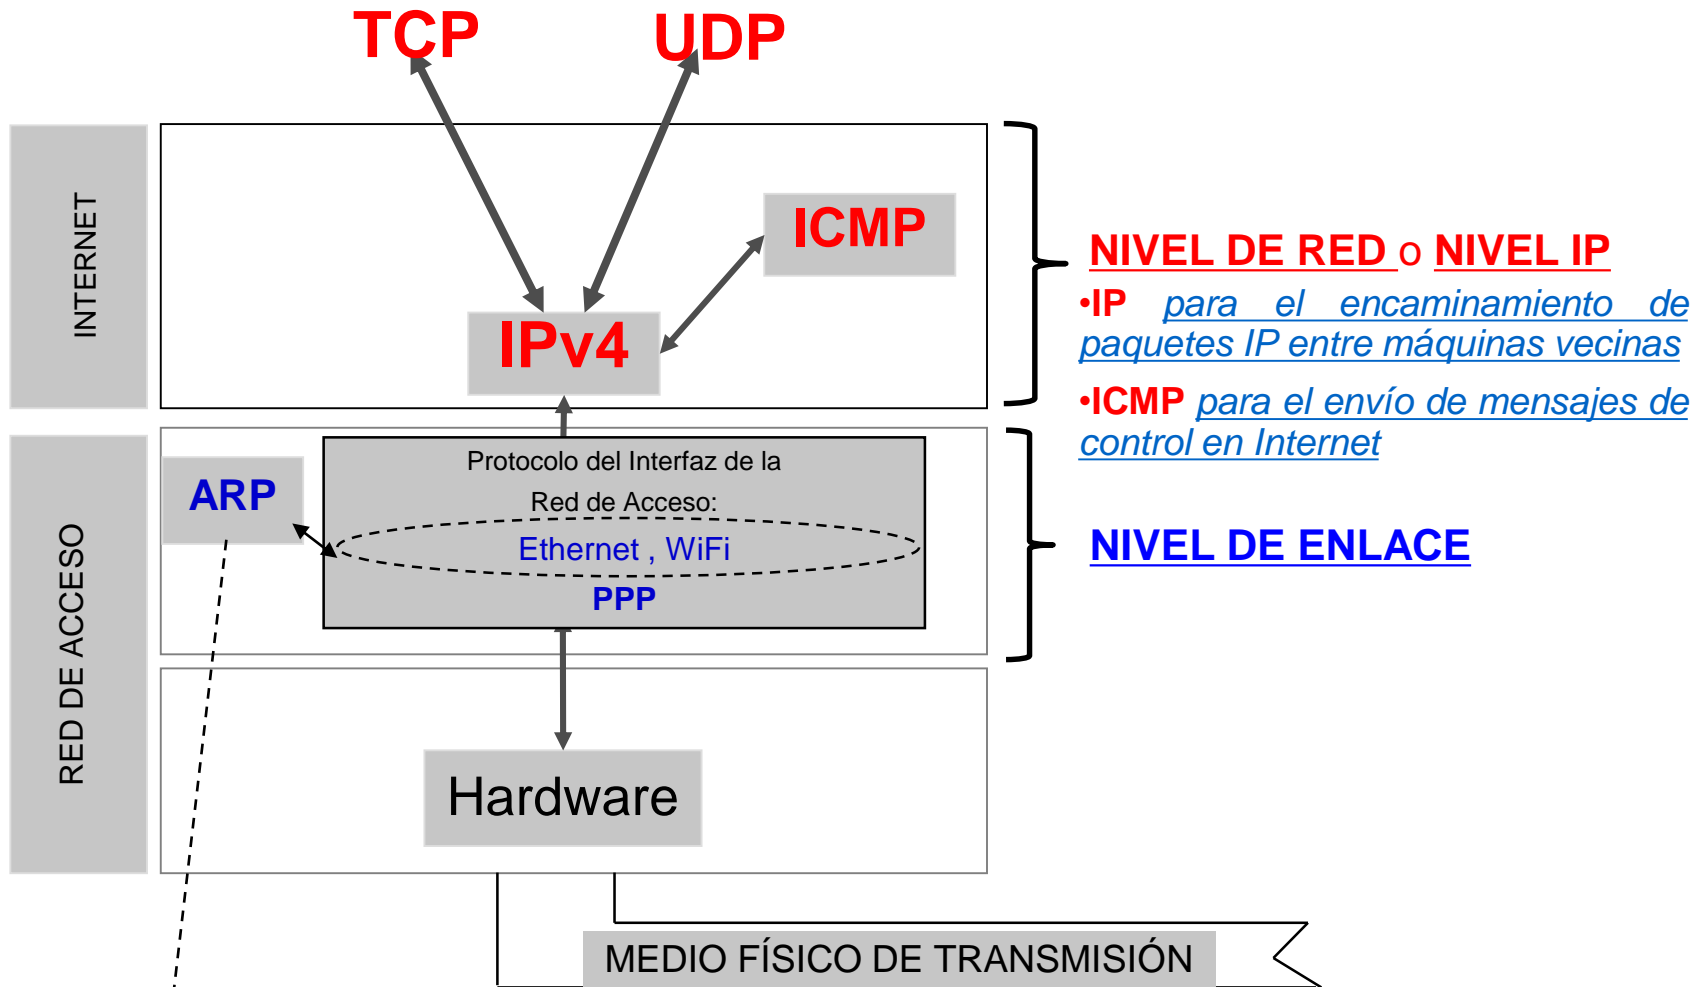 TCP
UDP
INTERNET
ICMP
IPv4
NIVEL DE RED o NIVEL IP
•IP para el encaminamiento de
paquetes IP entre máquinas vecinas
•ICMP para el envío de mensajes de
control en Internet
RED DE ACCESO
ARP
Protocolo del Interfaz de la
Red de Acceso:
Ethernet , WiFi
PPP
NIVEL DE ENLACE
Hardware
MEDIO FÍSICO DE TRANSMISIÓN